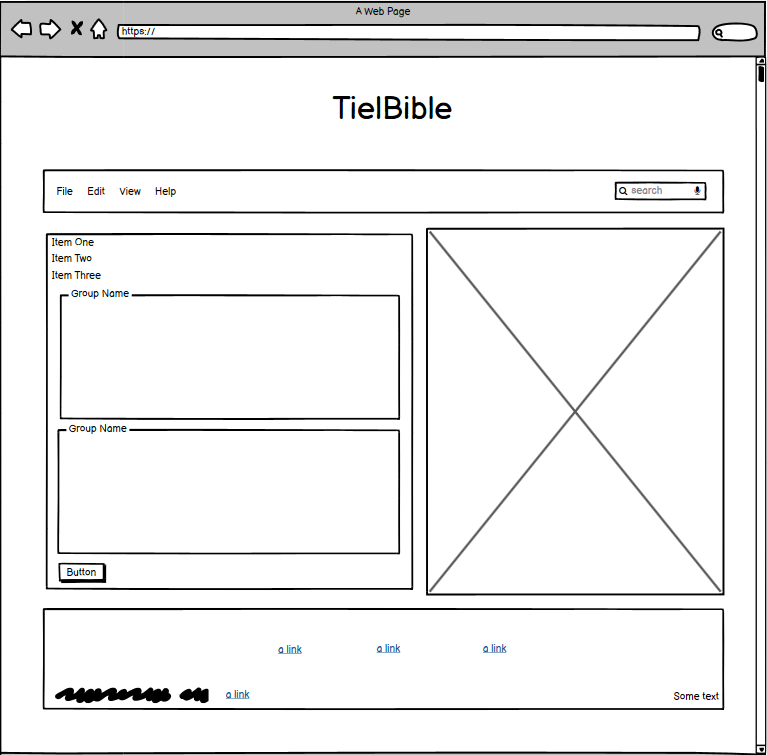 A Web Page
https://
TielBible
File Edit View Help search
Item One
Item Two
Item Three
Group Name
Group Name
Button
a link a link a link
a link Some text